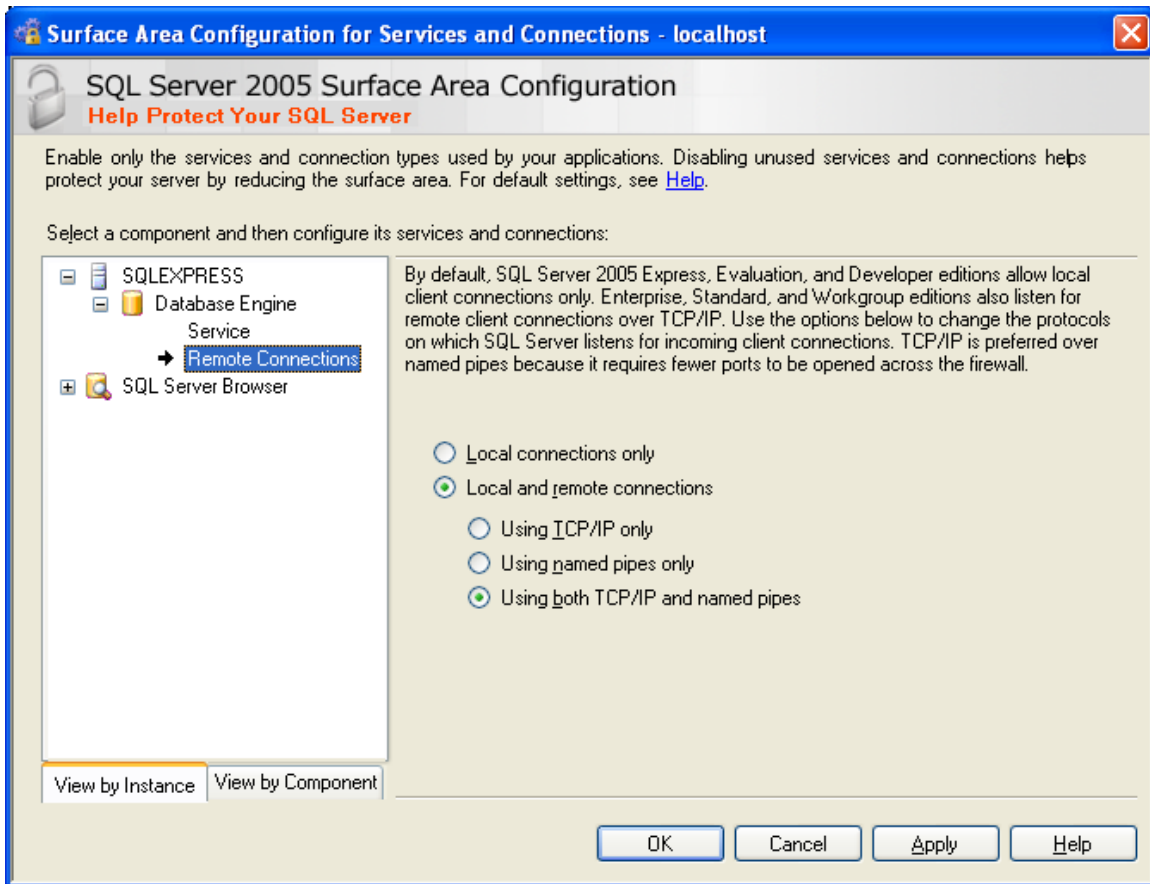 Surface Area Configuration for Services and Connections - localhost
SQL Server 2005 Surface Area Configuration
Help Protect Your SQL Server
Enable only the services and connection types used by your applications. Disabling unused services and connections helps
protect your server by reducing the surface area. For default settings, see Help.
Select a component and then configure its services and connections:
SQLEXPRESS
Database Engine
Service
Remote Connections
SQL Server Browser
View by Instance
View by Component
By default, SQL Server 2005 Express, Evaluation, and Developer editions allow local
client connections only. Enterprise, Standard, and Workgroup editions also listen for
remote client connections over TCP/IP. Use the options below to change the protocols
on which SQL Server listens for incoming client connections. TCP/IP is preferred over
named pipes because it requires fewer ports to be opened across the firewall.
Local connections only
Local and remote connections
Using TCP/IP only
Using named pipes only
Using both TCP/IP and named pipes
OK
Cancel
Apply
Help